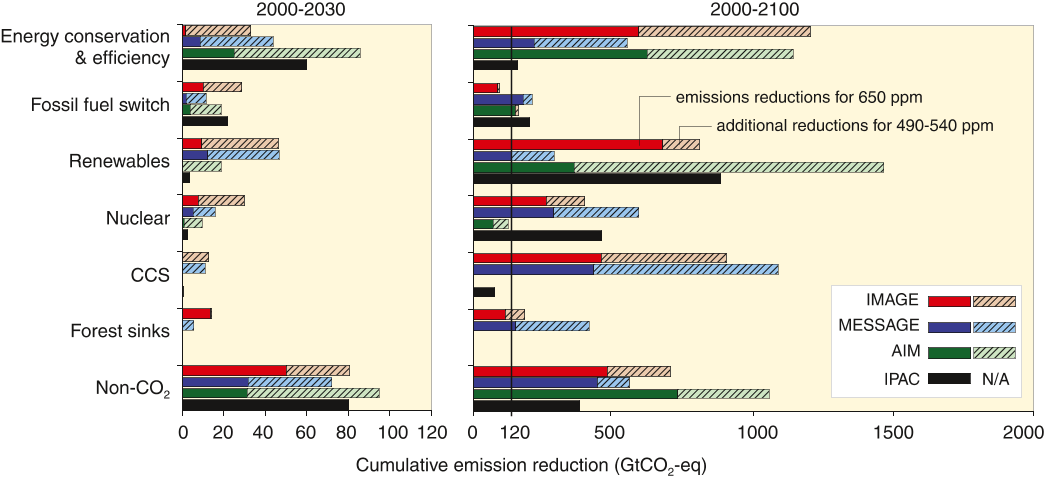 2000-2030
2000-2100
Energy conservation
& efficiency
Fossil fuel switch
emissions reductions for 650 ppm
additional reductions for 490-540 ppm
Renewables
Nuclear
CCS
Forest sinks
Non-CO₂
IMAGE
MESSAGE
AIM
IPAC N/A
0 20 40 60 80 100 120
0 120 500 1000 1500 2000
Cumulative emission reduction (GtCO₂-eq)